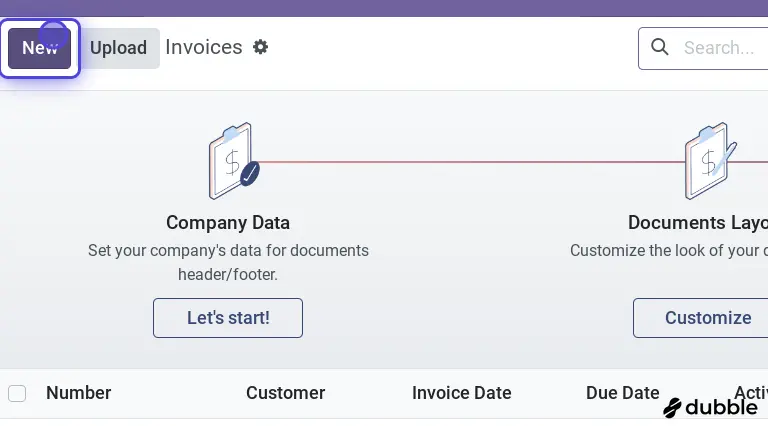 New Upload Invoices Search...
Company Data Documents Layo
Set your company's data for documents Customize the look of your
header/footer.
Let's start! Customize
Number Customer Invoice Date Due Date Activ
dubble